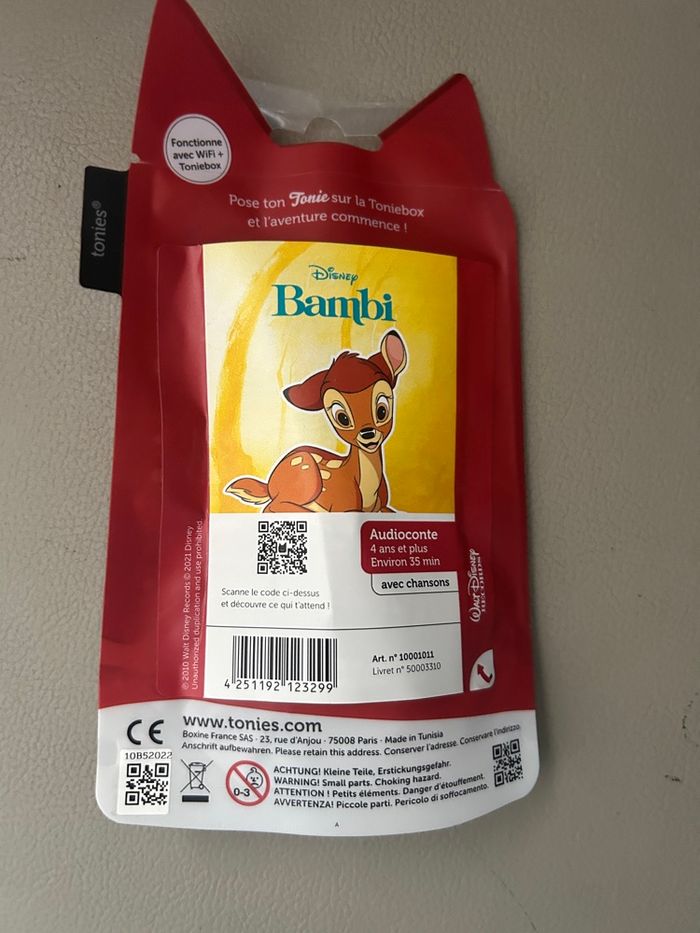 Fonctionne
avec WiFi +
Toniebox
tonies®
Pose ton Tonie sur la Toniebox
et l'aventure commence !
Disney
Bambi
Audioconte
4 ans et plus
Environ 35 min
avec chansons
Scanne le code ci-dessus
et découvre ce qui t'attend !
© 2010 Walt Disney Records © 2021 Disney
Unauthorized duplication and use prohibited.
WALT DISNEY
RECORDS
4 251192 123299
Art. n° 10001011
Livret n° 50003310
CE
www.tonies.com
Boxine France SAS · 23, rue d'Anjou · 75008 Paris · Made in Tunisia
Anschrift aufbewahren. Please retain this address. Conserver l'adresse. Conservare l'indirizzo.
10B52022
0-3
ACHTUNG! Kleine Teile, Erstickungsgefahr.
WARNING! Small parts. Choking hazard.
ATTENTION ! Petits éléments. Danger d'étouffement.
AVVERTENZA! Piccole parti. Pericolo di soffocamento.
A